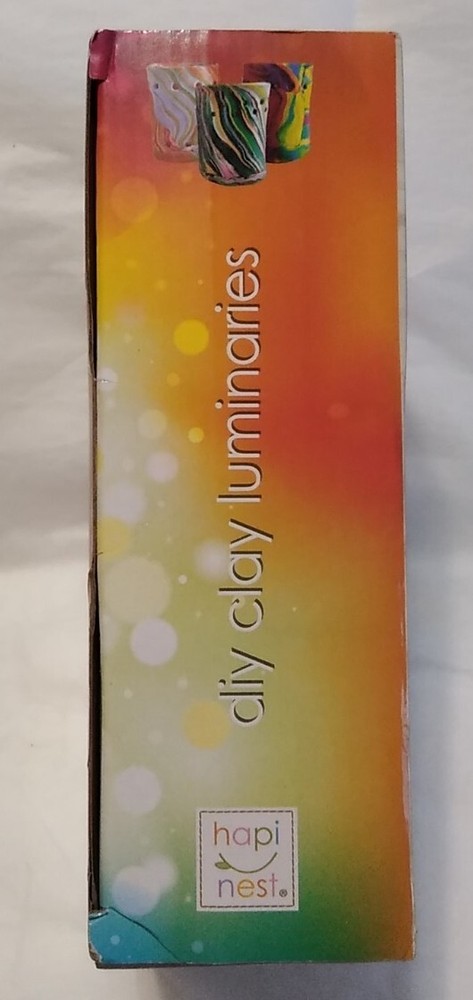 diy clay luminaries
hapi
nest®